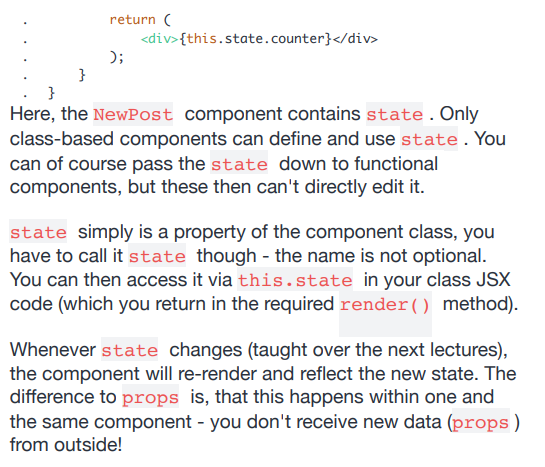 . return (
. <div>{this.state.counter}</div>
. );
. }
. }
Here, the NewPost component contains state . Only
class-based components can define and use state . You
can of course pass the state down to functional
components, but these then can't directly edit it.
state simply is a property of the component class, you
have to call it state though - the name is not optional.
You can then access it via this.state in your class JSX
code (which you return in the required render() method).
Whenever state changes (taught over the next lectures),
the component will re-render and reflect the new state. The
difference to props is, that this happens within one and
the same component - you don't receive new data (props )
from outside!